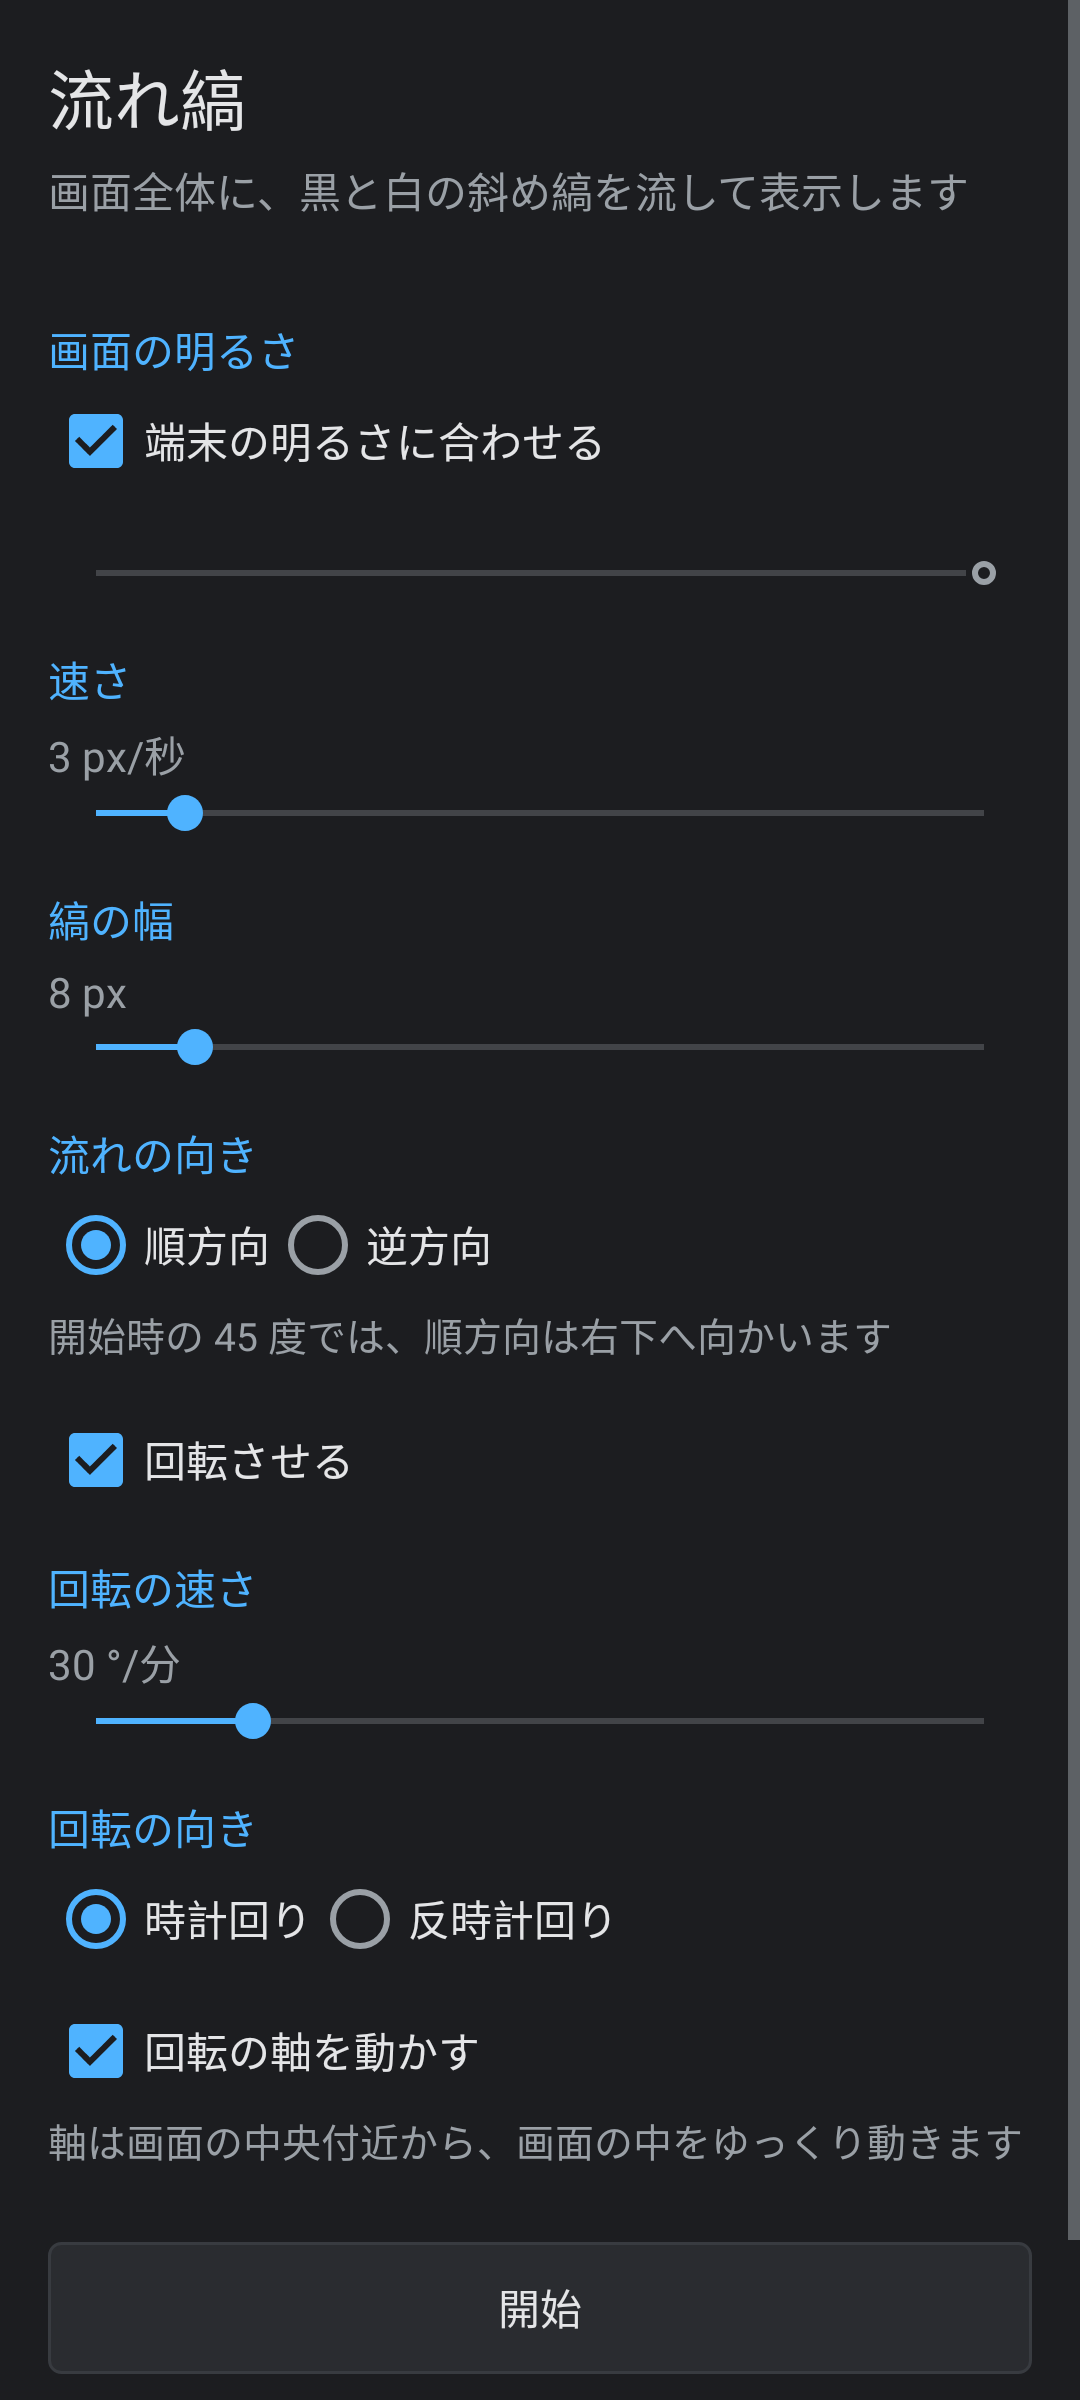 流れ縞
画面全体に、黒と白の斜め縞を流して表示します
画面の明るさ
端末の明るさに合わせる
速さ
3 px/秒
縞の幅
8 px
流れの向き
順方向 逆方向
開始時の 45 度では、順方向は右下へ向かいます
回転させる
回転の速さ
30 °/分
回転の向き
時計回り 反時計回り
回転の軸を動かす
軸は画面の中央付近から、画面の中をゆっくり動きます
開始